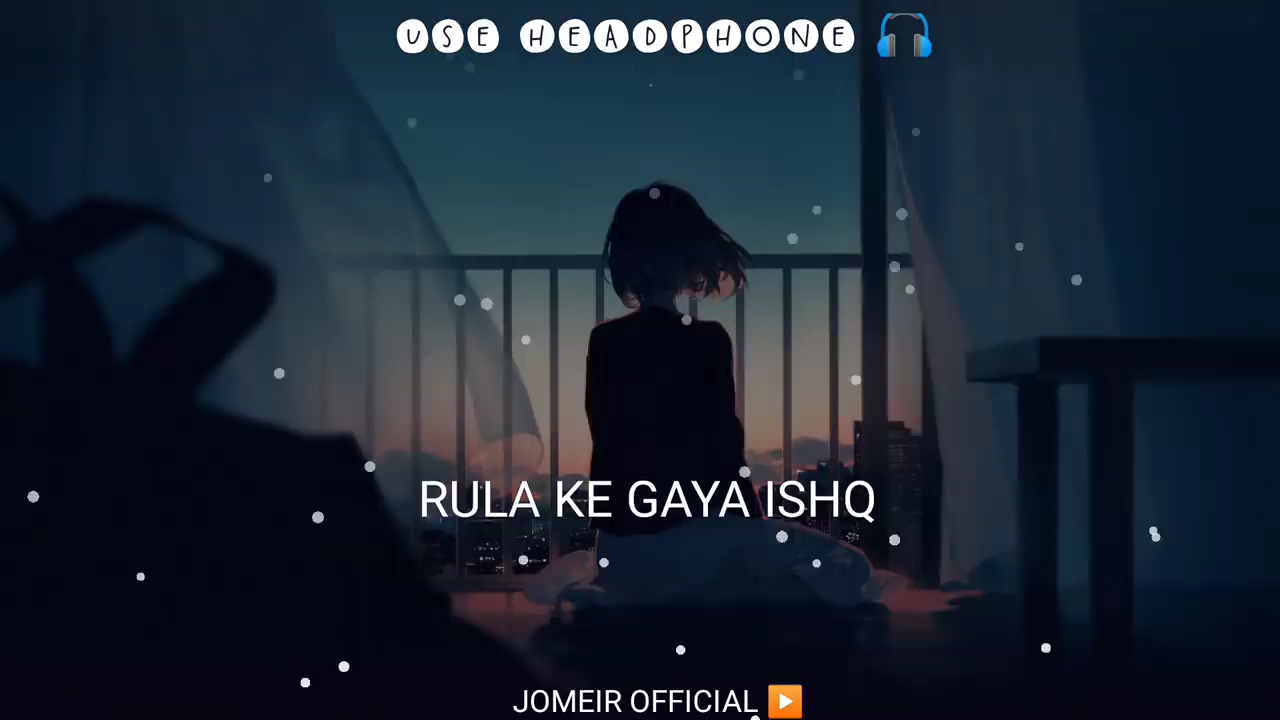 USE HEADPHONE 🎧
RULA KE GAYA ISHQ
JOMEIR OFFICIAL ▶️